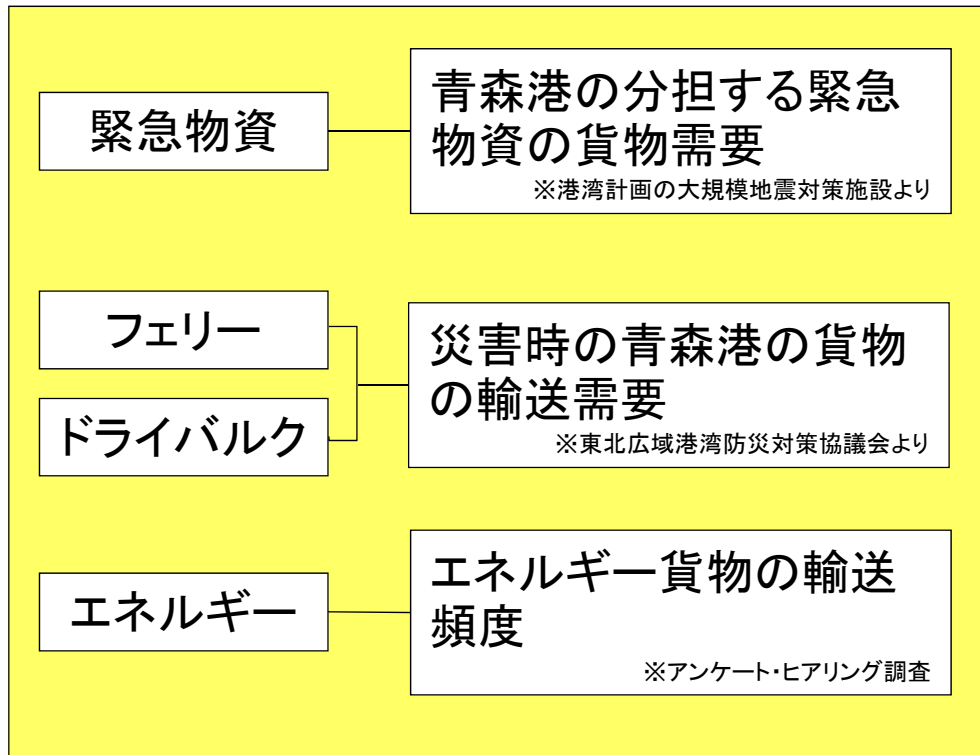 緊急物資
青森港の分担する緊急
物資の貨物需要
※港湾計画の大規模地震対策施設より
フェリー
ドライバルク
災害時の青森港の貨物
の輸送需要
※東北広域港湾防災対策協議会より
エネルギー
エネルギー貨物の輸送
頻度
※アンケート・ヒアリング調査